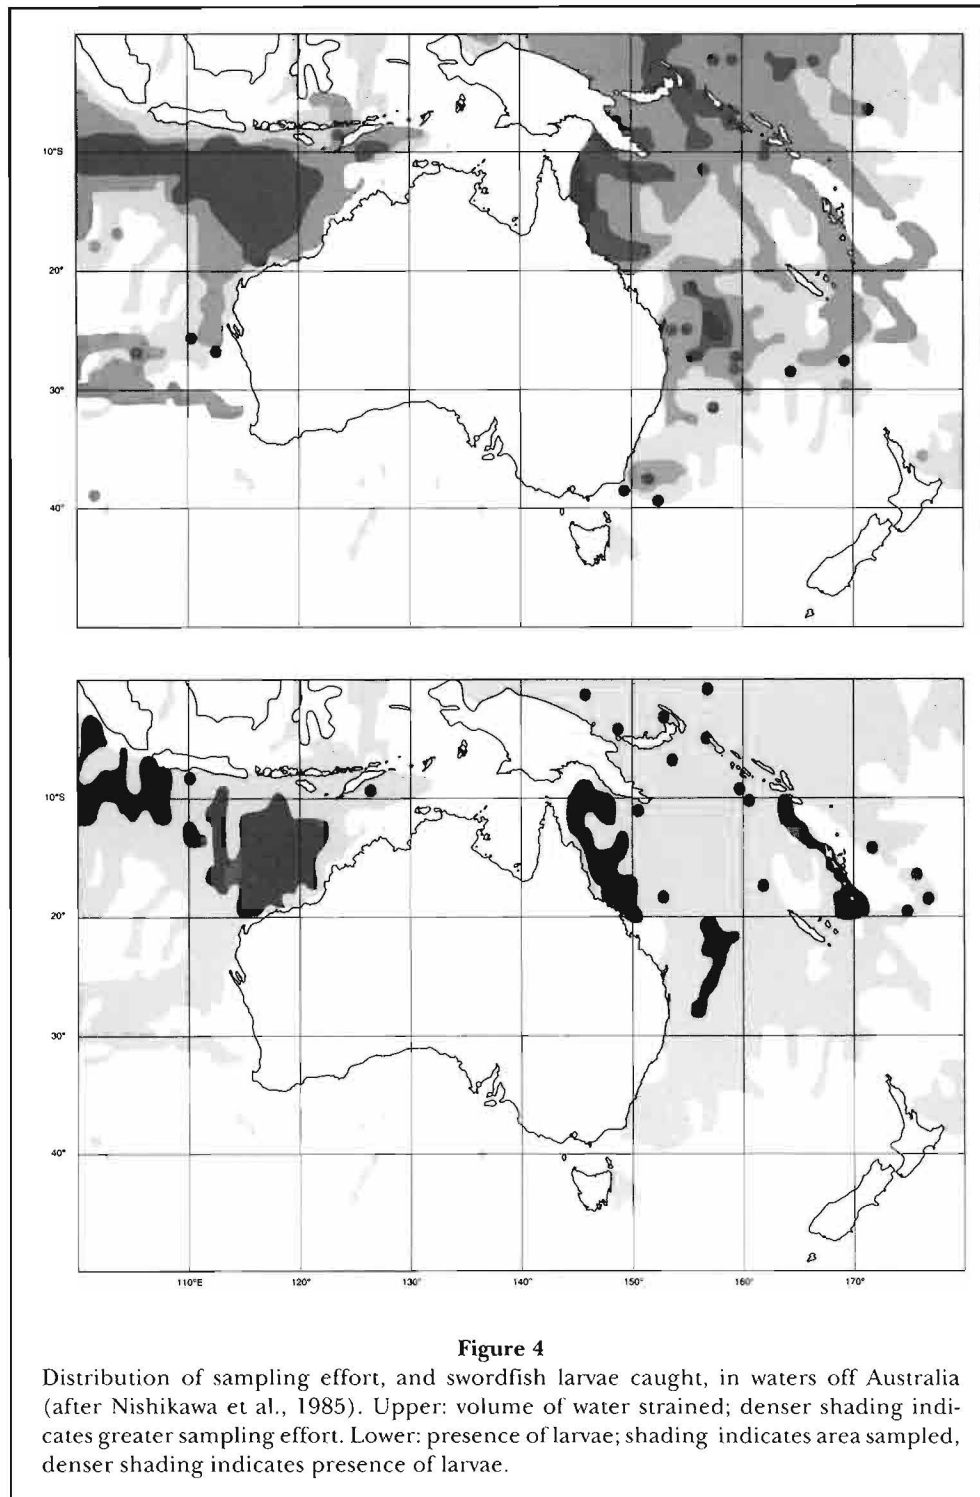 10°S
20°
30°
40°
10°S
20°
30°
40°
110°E 120° 130° 140° 150° 160° 170°
Figure 4
Distribution of sampling effort, and swordfish larvae caught, in waters off Australia
(after Nishikawa et al., 1985). Upper: volume of water strained; denser shading indi-
cates greater sampling effort. Lower: presence of larvae; shading indicates area sampled,
denser shading indicates presence of larvae.